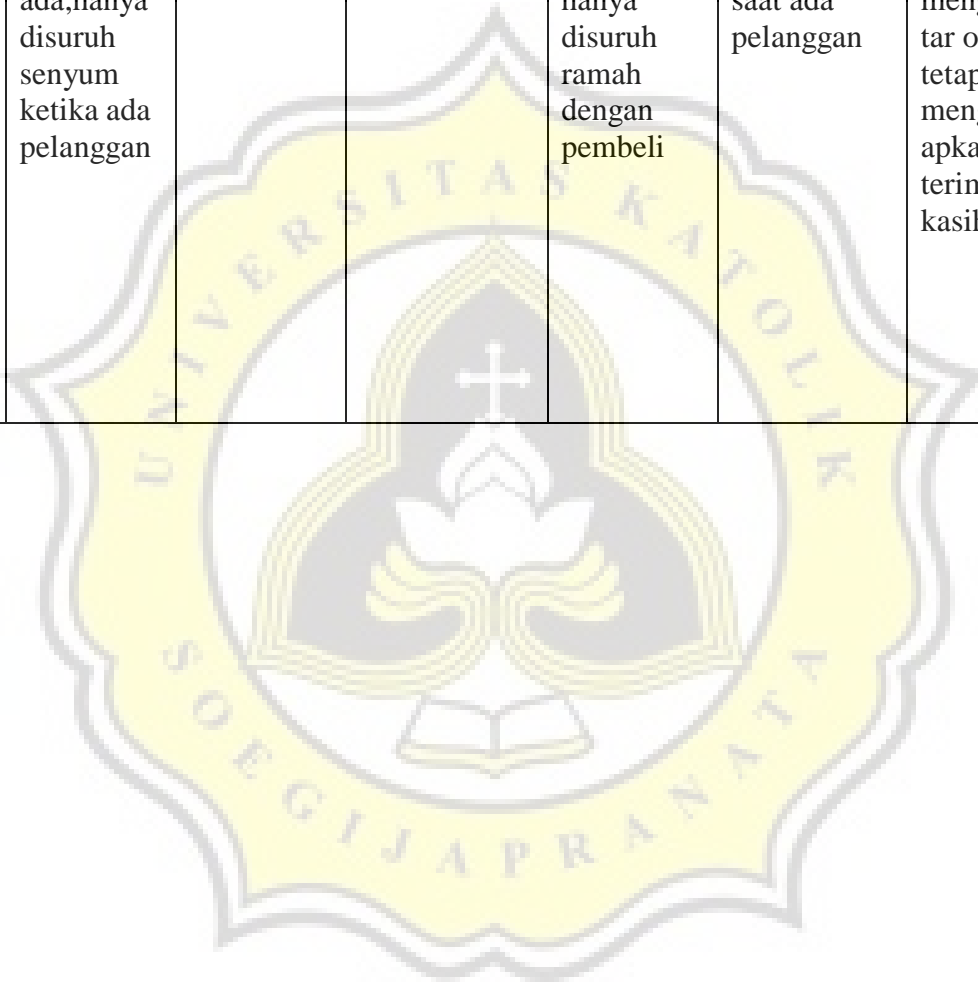 ada,hanya
disuruh
senyum
ketika ada
pelanggan
hanya
disuruh
ramah
dengan
pembeli
saat ada
pelanggan
tar o
tetap
apka
kasih
UNIVERSITAS KATOLIK
SOEGIJAPRANATA